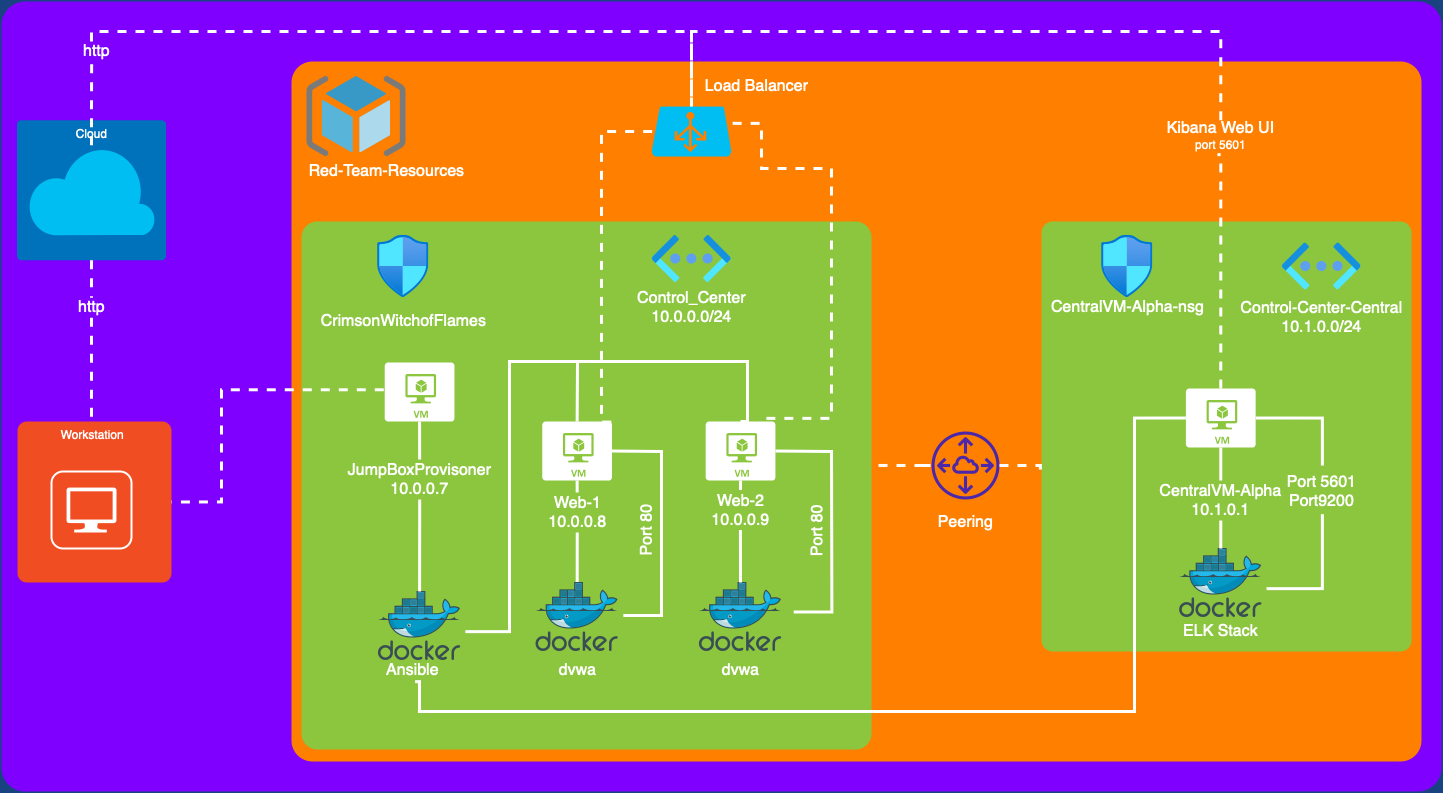 http
Load Balancer
Cloud
Kibana Web UI
port 5601
Red-Team-Resources
http
CrimsonWitchofFlames
Control_Center
10.0.0.0/24
CentralVM-Alpha-nsg
Control-Center-Central
10.1.0.0/24
Workstation
VM
JumpBoxProvisoner
10.0.0.7
VM
Web-1
10.0.0.8
Port 80
VM
Web-2
10.0.0.9
Port 80
Peering
VM
CentralVM-Alpha
10.1.0.1
Port 5601
Port9200
docker
Ansible
docker
dvwa
docker
dvwa
docker
ELK Stack